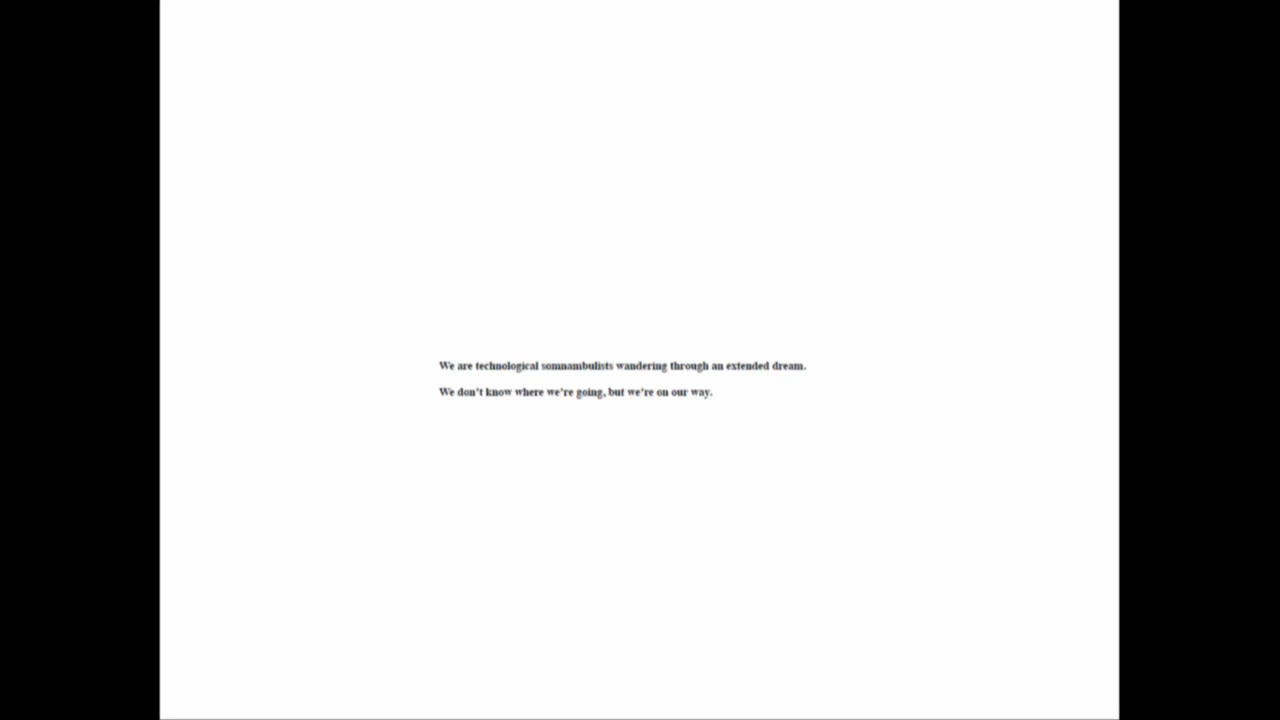 We are technological somnambulists wandering through an extended dream.
We don't know where we're going, but we're on our way.